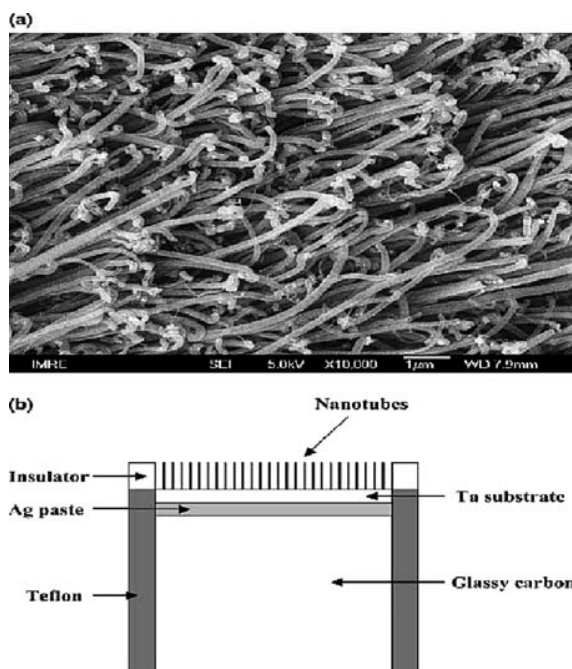 (a)
IMRE SEI 5.0kV X10,000 1μm WD 7.9mm
(b)
Nanotubes
Insulator
Ta substrate
Ag paste
Glassy carbon
Teflon